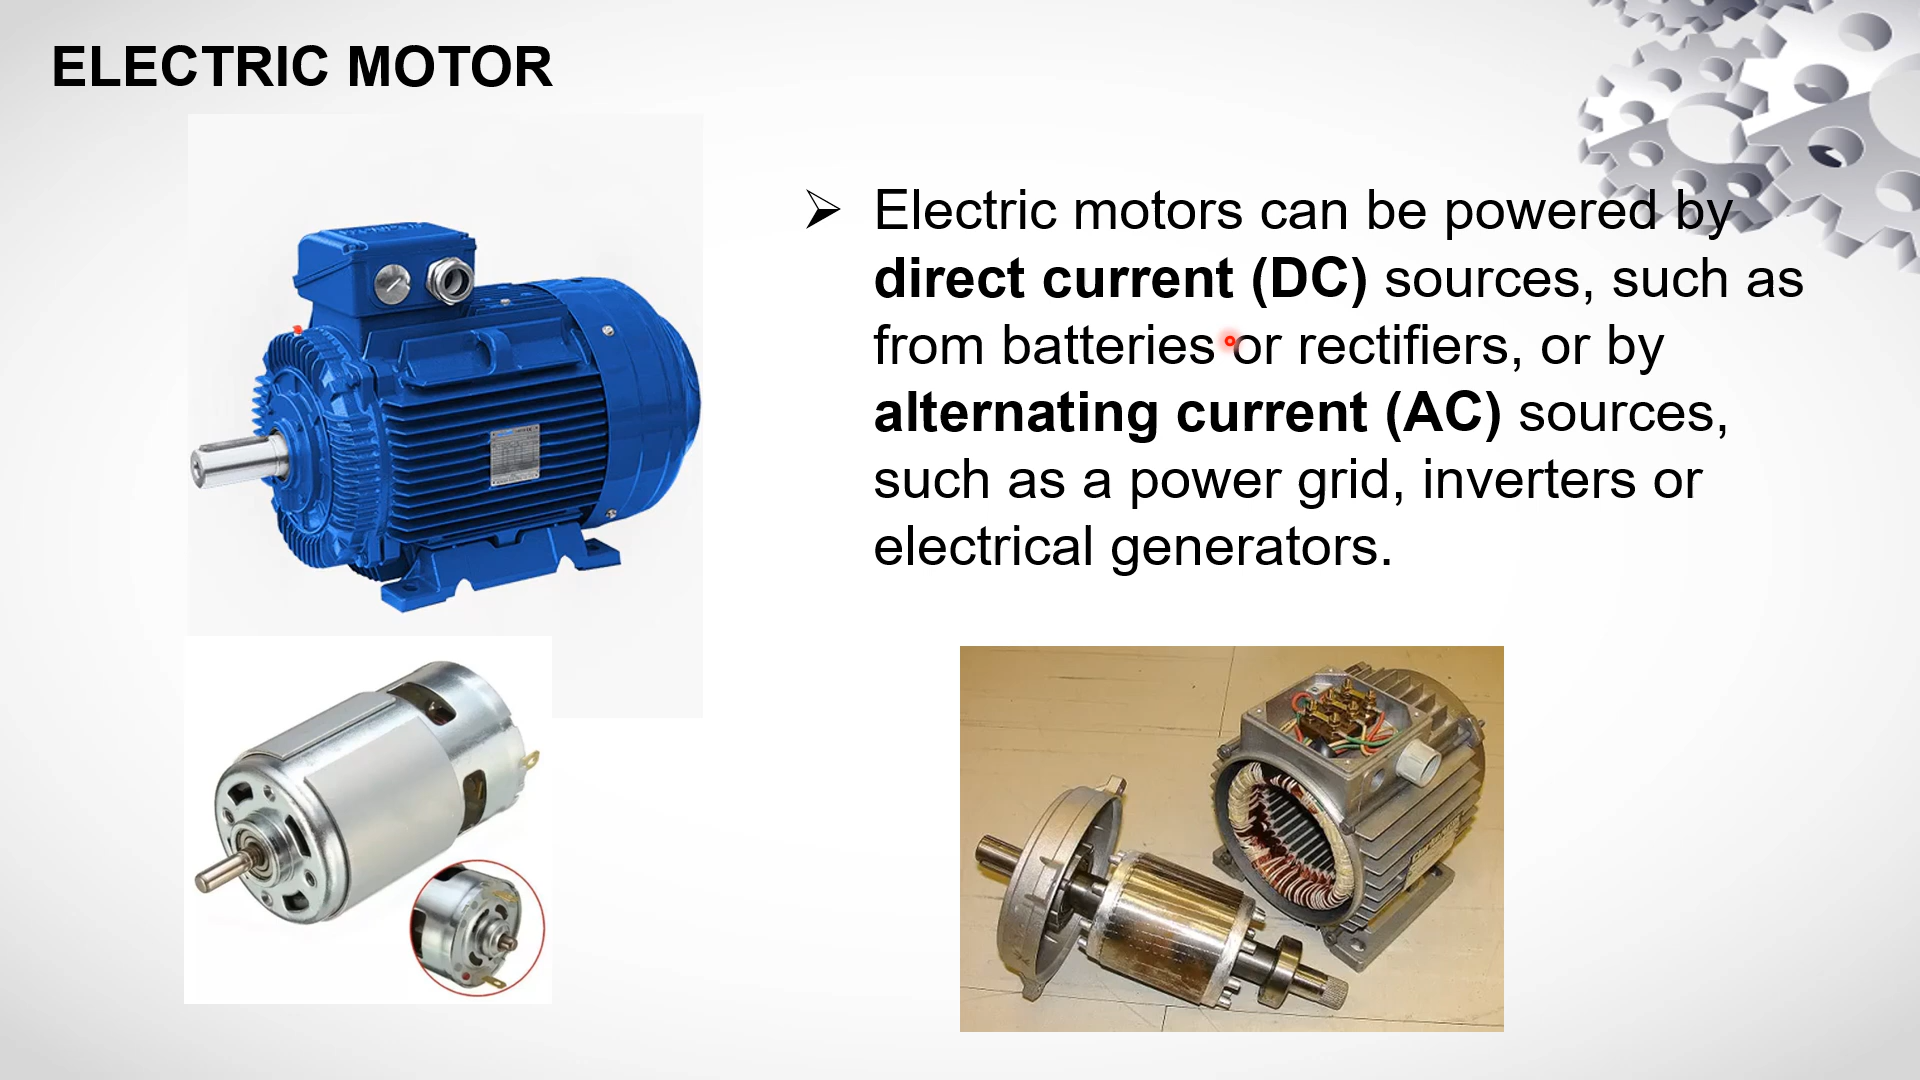 ELECTRIC MOTOR
➢ Electric motors can be powered by
direct current (DC) sources, such as
from batteries or rectifiers, or by
alternating current (AC) sources,
such as a power grid, inverters or
electrical generators.